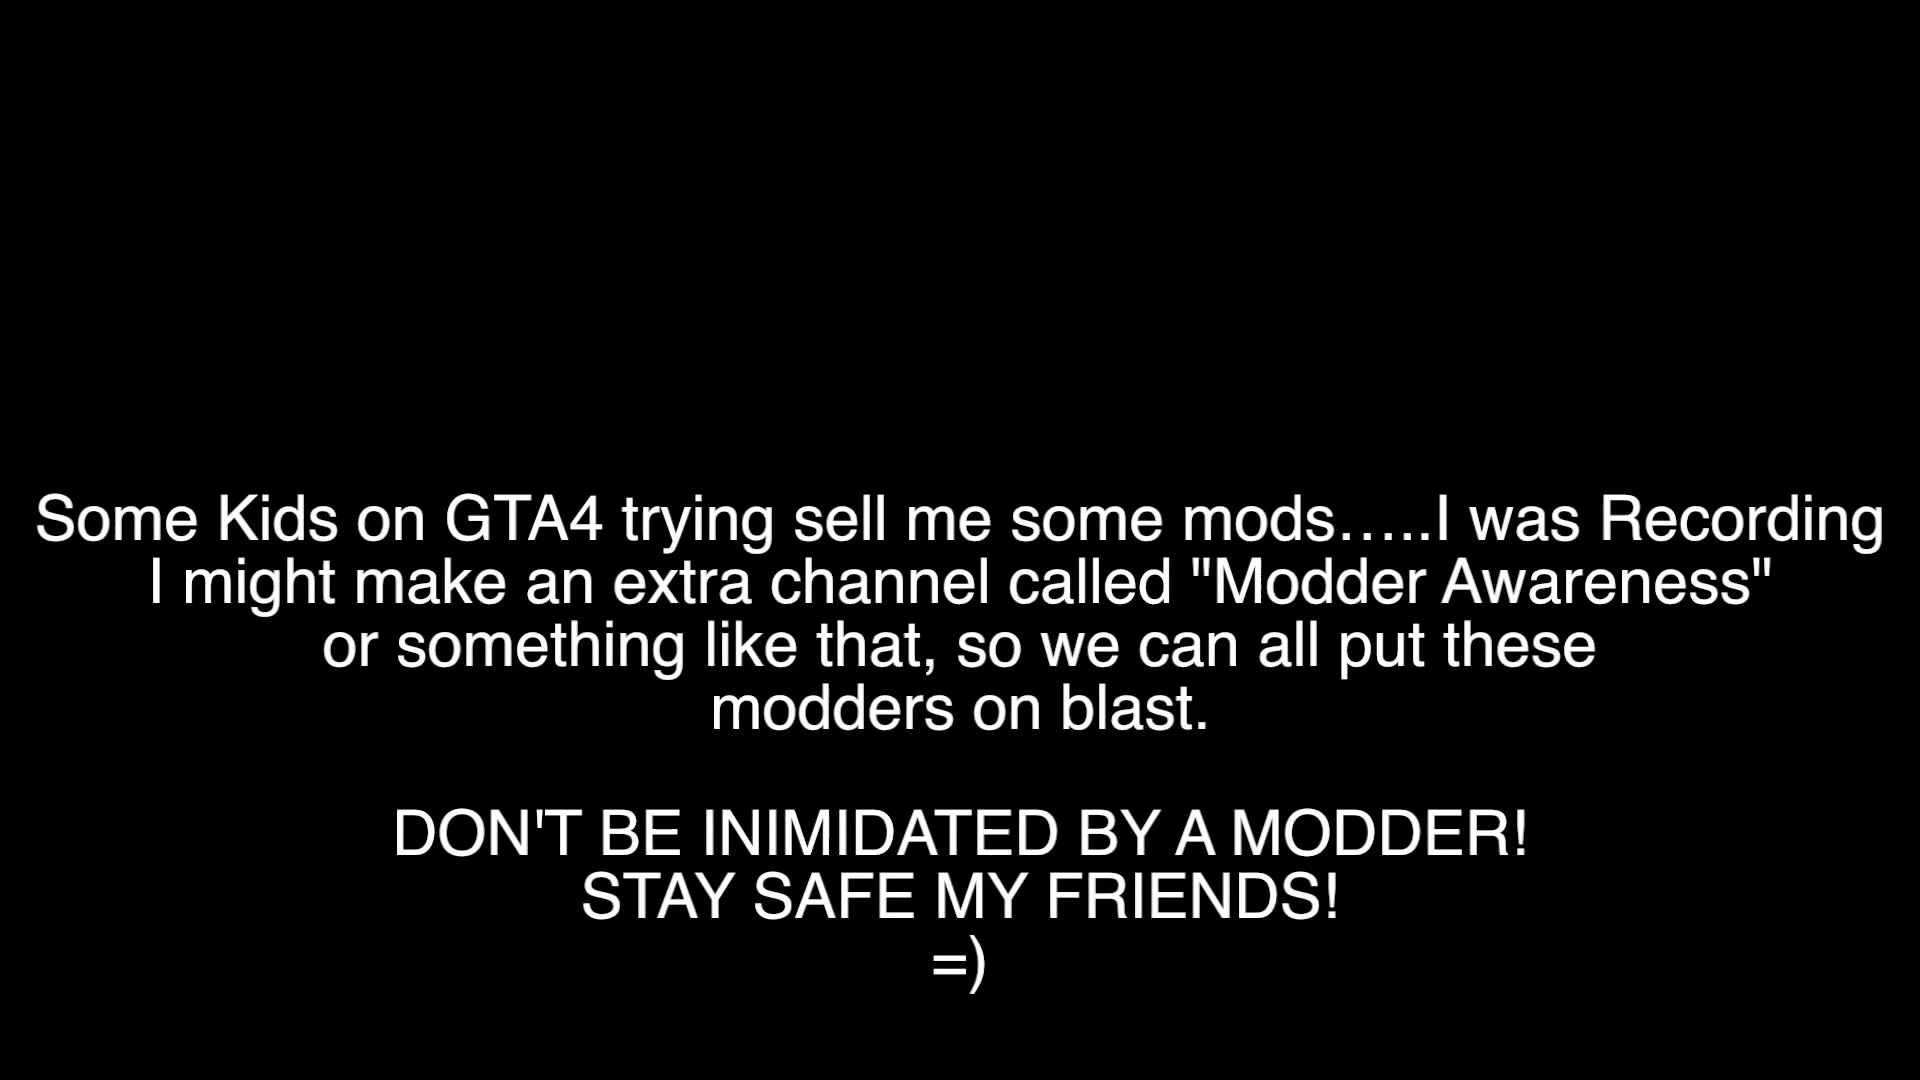 Some Kids on GTA4 trying sell me some mods…..I was Recording
I might make an extra channel called "Modder Awareness"
or something like that, so we can all put these
modders on blast.
DON'T BE INIMIDATED BY A MODDER!
STAY SAFE MY FRIENDS!
=)